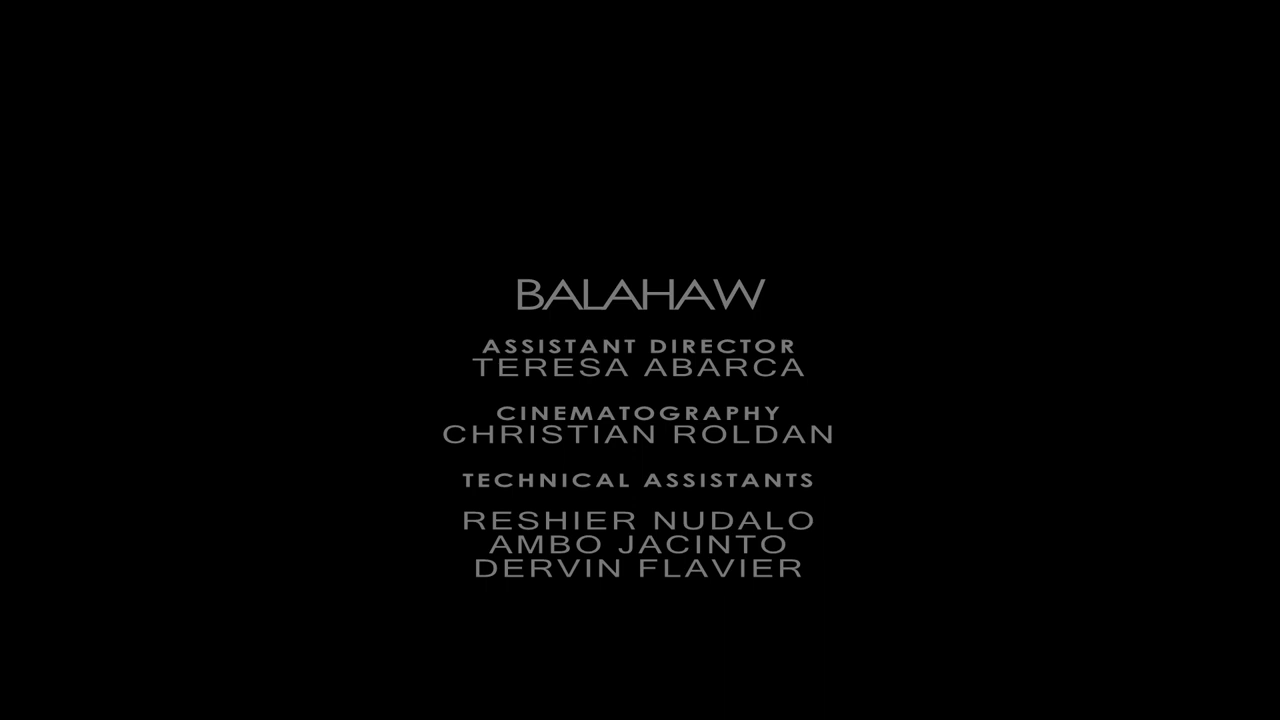 BALAHAW
ASSISTANT DIRECTOR
TERESA ABARCA
CINEMATOGRAPHY
CHRISTIAN ROLDAN
TECHNICAL ASSISTANTS
RESHIER NUDALO
AMBO JACINTO
DERVIN FLAVIER